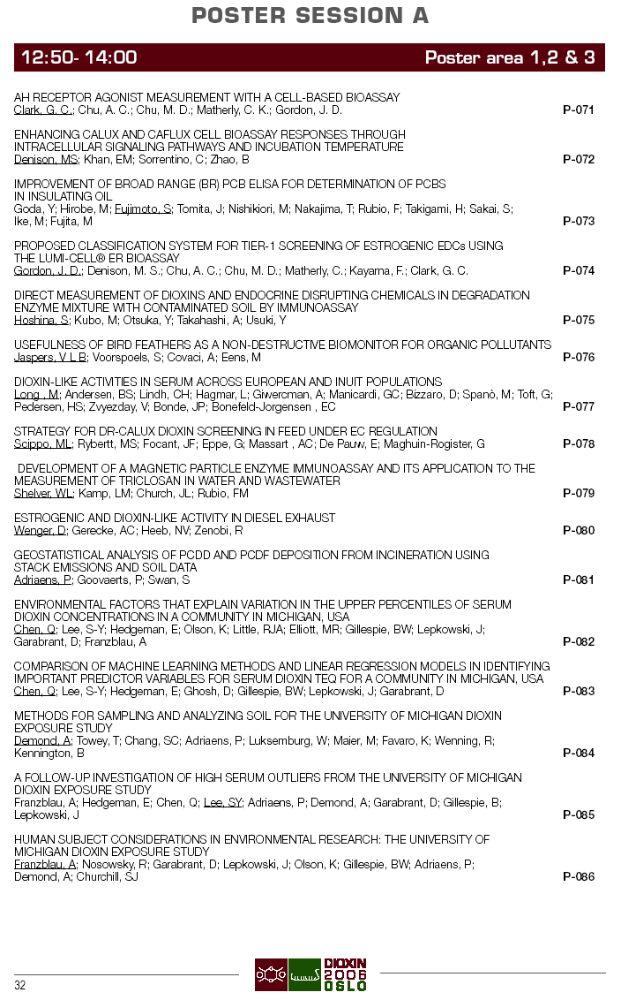 POSTER SESSION A
12:50- 14:00 Poster area 1,2 & 3
AH RECEPTOR AGONIST MEASUREMENT WITH A CELL-BASED BIOASSAY
Clark, G. C.; Chu, A. C.; Chu, M. D.; Matherly, C. K.; Gordon, J. D. P-071
ENHANCING CALUX AND CAFLUX CELL BIOASSAY RESPONSES THROUGH
INTRACELLULAR SIGNALING PATHWAYS AND INCUBATION TEMPERATURE
Denison, MS; Khan, EM; Sorrentino, C; Zhao, B P-072
IMPROVEMENT OF BROAD RANGE (BR) PCB ELISA FOR DETERMINATION OF PCBS
IN INSULATING OIL
Goda, Y; Hirobe, M; Fujimoto, S; Tomita, J; Nishikiori, M; Nakajima, T; Rubio, F; Takigami, H; Sakai, S;
Ike, M; Fujita, M P-073
PROPOSED CLASSIFICATION SYSTEM FOR TIER-1 SCREENING OF ESTROGENIC EDCs USING
THE LUMI-CELL® ER BIOASSAY
Gordon, J. D.; Denison, M. S.; Chu, A. C.; Chu, M. D.; Matherly, C.; Kayama, F.; Clark, G. C. P-074
DIRECT MEASUREMENT OF DIOXINS AND ENDOCRINE DISRUPTING CHEMICALS IN DEGRADATION
ENZYME MIXTURE WITH CONTAMINATED SOIL BY IMMUNOASSAY
Hoshina, S; Kubo, M; Otsuka, Y; Takahashi, A; Usuki, Y P-075
USEFULNESS OF BIRD FEATHERS AS A NON-DESTRUCTIVE BIOMONITOR FOR ORGANIC POLLUTANTS
Jaspers, V L B; Voorspoels, S; Covaci, A; Eens, M P-076
DIOXIN-LIKE ACTIVITIES IN SERUM ACROSS EUROPEAN AND INUIT POPULATIONS
Long , M; Andersen, BS; Lindh, CH; Hagmar, L; Giwercman, A; Manicardi, GC; Bizzaro, D; Spanò, M; Toft, G;
Pedersen, HS; Zvyezday, V; Bonde, JP; Bonefeld-Jorgensen , EC P-077
STRATEGY FOR DR-CALUX DIOXIN SCREENING IN FEED UNDER EC REGULATION
Scippo, ML; Rybertt, MS; Focant, JF; Eppe, G; Massart , AC; De Pauw, E; Maghuin-Rogister, G P-078
DEVELOPMENT OF A MAGNETIC PARTICLE ENZYME IMMUNOASSAY AND ITS APPLICATION TO THE
MEASUREMENT OF TRICLOSAN IN WATER AND WASTEWATER
Shelver, WL; Kamp, LM; Church, JL; Rubio, FM P-079
ESTROGENIC AND DIOXIN-LIKE ACTIVITY IN DIESEL EXHAUST
Wenger, D; Gerecke, AC; Heeb, NV; Zenobi, R P-080
GEOSTATISTICAL ANALYSIS OF PCDD AND PCDF DEPOSITION FROM INCINERATION USING
STACK EMISSIONS AND SOIL DATA
Adriaens, P; Goovaerts, P; Swan, S P-081
ENVIRONMENTAL FACTORS THAT EXPLAIN VARIATION IN THE UPPER PERCENTILES OF SERUM
DIOXIN CONCENTRATIONS IN A COMMUNITY IN MICHIGAN, USA
Chen, Q; Lee, S-Y; Hedgeman, E; Olson, K; Little, RJA; Elliott, MR; Gillespie, BW; Lepkowski, J;
Garabrant, D; Franzblau, A P-082
COMPARISON OF MACHINE LEARNING METHODS AND LINEAR REGRESSION MODELS IN IDENTIFYING
IMPORTANT PREDICTOR VARIABLES FOR SERUM DIOXIN TEQ FOR A COMMUNITY IN MICHIGAN, USA
Chen, Q; Lee, S-Y; Hedgeman, E; Ghosh, D; Gillespie, BW; Lepkowski, J; Garabrant, D P-083
METHODS FOR SAMPLING AND ANALYZING SOIL FOR THE UNIVERSITY OF MICHIGAN DIOXIN
EXPOSURE STUDY
Demond, A; Towey, T; Chang, SC; Adriaens, P; Luksemburg, W; Maier, M; Favaro, K; Wenning, R;
Kennington, B P-084
A FOLLOW-UP INVESTIGATION OF HIGH SERUM OUTLIERS FROM THE UNIVERSITY OF MICHIGAN
DIOXIN EXPOSURE STUDY
Franzblau, A; Hedgeman, E; Chen, Q; Lee, SY; Adriaens, P; Demond, A; Garabrant, D; Gillespie, B;
Lepkowski, J P-085
HUMAN SUBJECT CONSIDERATIONS IN ENVIRONMENTAL RESEARCH: THE UNIVERSITY OF
MICHIGAN DIOXIN EXPOSURE STUDY
Franzblau, A; Nosowsky, R; Garabrant, D; Lepkowski, J; Olson, K; Gillespie, BW; Adriaens, P;
Demond, A; Churchill, SJ P-086
32
DIOXIN
2006
OSLO